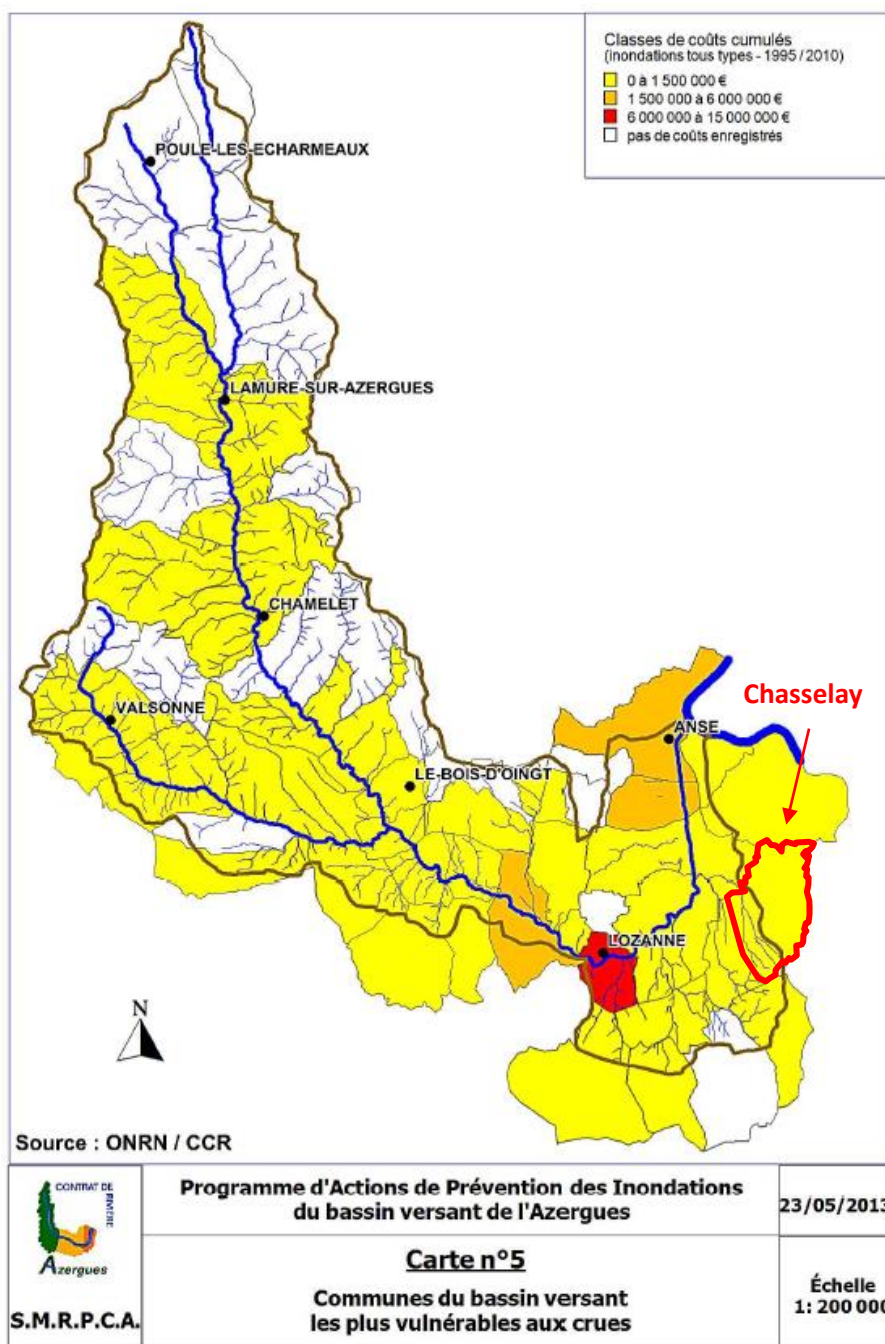 Classes de coûts cumulés
(inondations tous types - 1995 / 2010)
0 à 1 500 000 €
1 500 000 à 6 000 000 €
6 000 000 à 15 000 000 €
pas de coûts enregistrés
POULE-LES-ECHARMEAUX
LAMURE-SUR-AZERGUES
CHAMELET
VALSONNE
Chasselay
ANSE
LE-BOIS-D'OINGT
LOZANNE
N
Source : ONRN / CCR
CONTRAT DE
RIVIÈRE
Azergues
S.M.R.P.C.A.
Programme d'Actions de Prévention des Inondations
du bassin versant de l'Azergues
23/05/2013
Carte n°5
Communes du bassin versant
les plus vulnérables aux crues
Échelle
1: 200 000